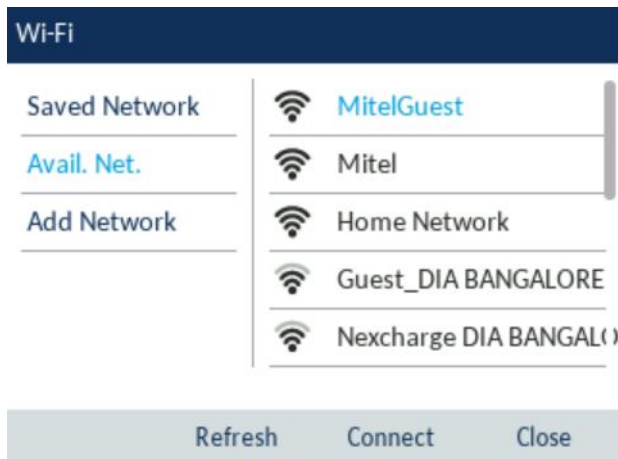 Wi-Fi
Saved Network
Avail. Net.
Add Network
MitelGuest
Mitel
Home Network
Guest_DIA BANGALORE
Nexcharge DIA BANGALO
Refresh Connect Close